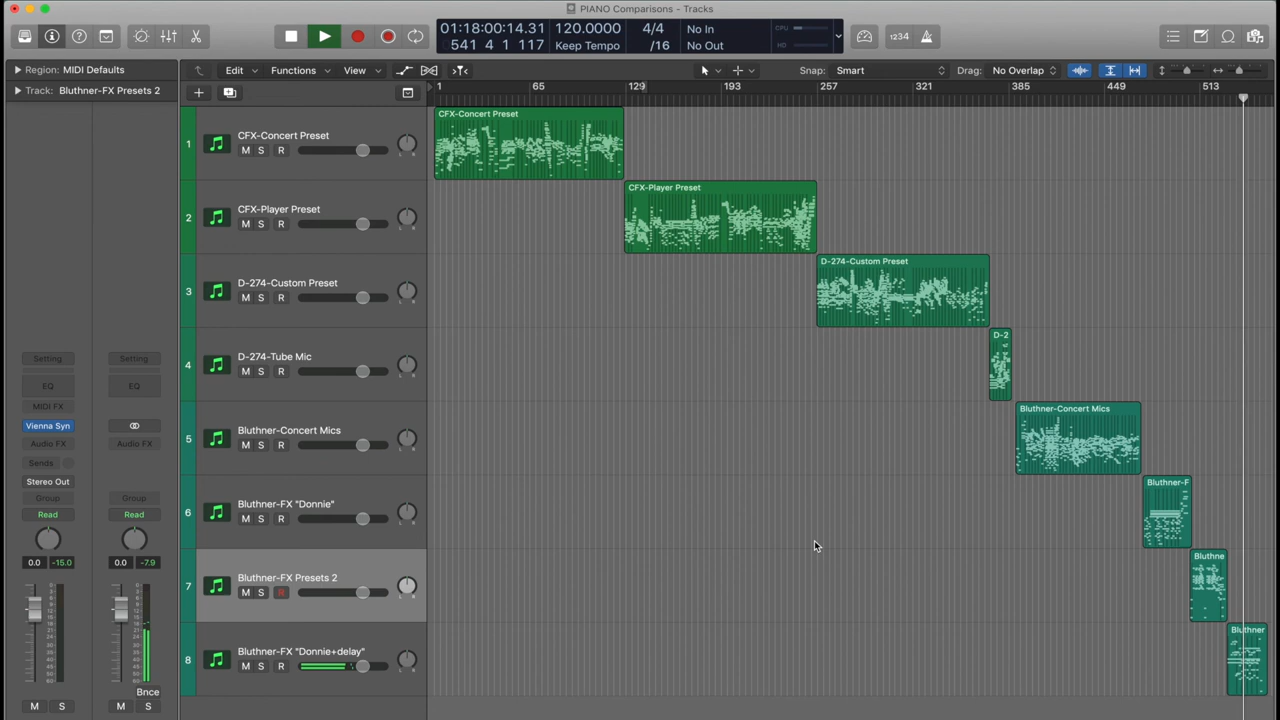 PIANO Comparisons - Tracks
01:18:00:14.31 120.0000 4/4 No In CPU
541 4 1 117 Keep Tempo /16 No Out HD
1234
Region: MIDI Defaults
Edit Functions View Snap: Smart Drag: No Overlap
Track: Bluthner-FX Presets 2
1 65 129 193 257 321 385 449 513
1 CFX-Concert Preset
M S R
L R
CFX-Concert Preset
2 CFX-Player Preset
M S R
L R
CFX-Player Preset
3 D-274-Custom Preset
M S R
L R
D-274-Custom Preset
4 D-274-Tube Mic
M S R
L R
D-2
5 Bluthner-Concert Mics
M S R
L R
Bluthner-Concert Mics
6 Bluthner-FX "Donnie"
M S R
L R
Bluthner-F
7 Bluthner-FX Presets 2
M S R
L R
Bluthne
8 Bluthner-FX "Donnie+delay"
M S R
L R
Bluthner
Setting Setting
EQ EQ
MIDI FX
Vienna Syn
Audio FX Audio FX
Sends
Stereo Out
Group Group
Read Read
0.0 -15.0 0.0 -7.9
Bnce
M S M S